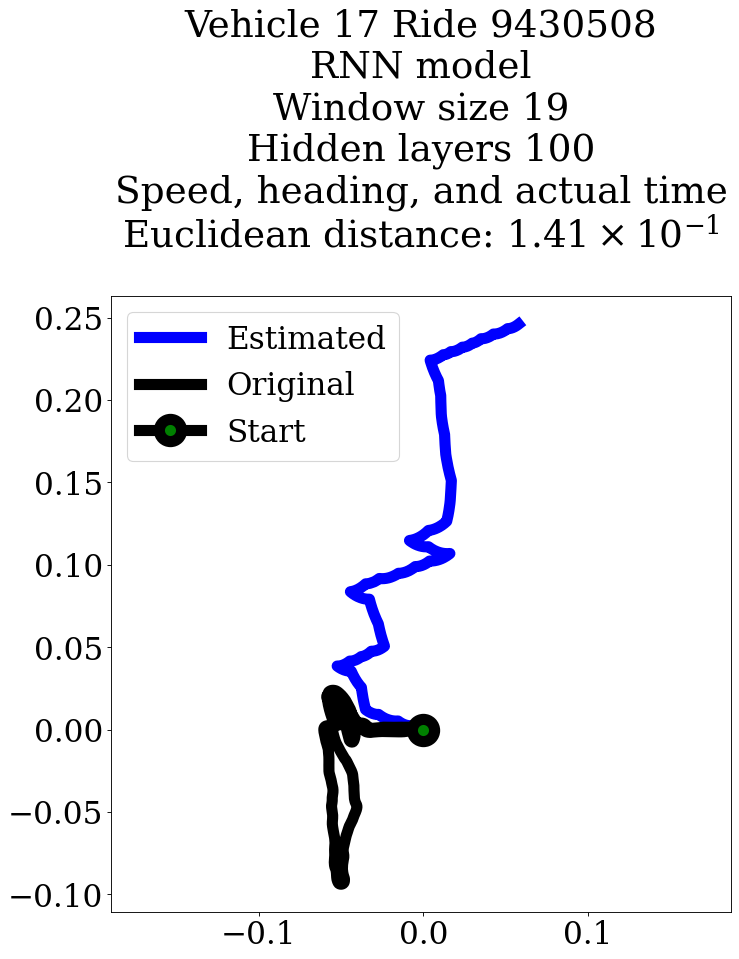 Vehicle 17 Ride 9430508
RNN model
Window size 19
Hidden layers 100
Speed, heading, and actual time
Euclidean distance: 1.41 × 10⁻¹
Estimated
Original
Start
0.25
0.20
0.15
0.10
0.05
0.00
−0.05
−0.10
−0.1 0.0 0.1